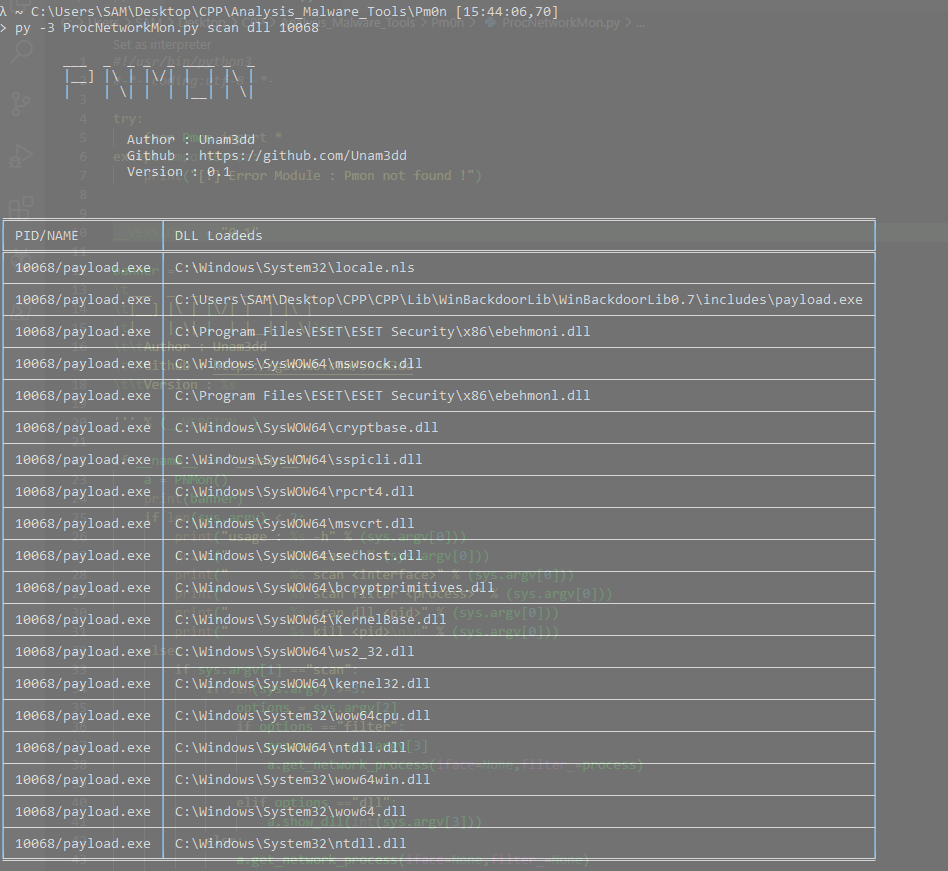 λ ~ C:\Users\SAM\Desktop\CPP\Analysis_Malware_Tools\Pm0n [15:44:06,70]
> py -3 ProcNetworkMon.py scan dll 10068
Author : Unam3dd
Github : https://github.com/Unam3dd
Version : 0.1
PID/NAME DLL Loadeds
10068/payload.exe C:\Windows\System32\locale.nls
10068/payload.exe C:\Users\SAM\Desktop\CPP\CPP\Lib\WinBackdoorLib\WinBackdoorLib0.7\includes\payload.exe
10068/payload.exe C:\Program Files\ESET\ESET Security\x86\ebehmoni.dll
10068/payload.exe C:\Windows\SysWOW64\mswsock.dll
10068/payload.exe C:\Program Files\ESET\ESET Security\x86\ebehmonl.dll
10068/payload.exe C:\Windows\SysWOW64\cryptbase.dll
10068/payload.exe C:\Windows\SysWOW64\sspicli.dll
10068/payload.exe C:\Windows\SysWOW64\rpcrt4.dll
10068/payload.exe C:\Windows\SysWOW64\msvcrt.dll
10068/payload.exe C:\Windows\SysWOW64\sechost.dll
10068/payload.exe C:\Windows\SysWOW64\bcryptprimitives.dll
10068/payload.exe C:\Windows\SysWOW64\KernelBase.dll
10068/payload.exe C:\Windows\SysWOW64\ws2_32.dll
10068/payload.exe C:\Windows\SysWOW64\kernel32.dll
10068/payload.exe C:\Windows\System32\wow64cpu.dll
10068/payload.exe C:\Windows\SysWOW64\ntdll.dll
10068/payload.exe C:\Windows\System32\wow64win.dll
10068/payload.exe C:\Windows\System32\wow64.dll
10068/payload.exe C:\Windows\System32\ntdll.dll